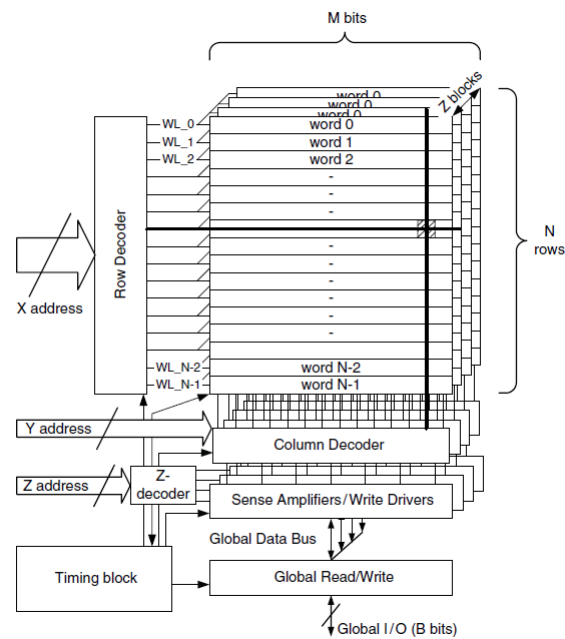 M bits
word 0
word 0
word 0
Z blocks
WL_0
word 0
WL_1
word 1
WL_2
word 2
-
-
-
Row Decoder
N
rows
X address
-
-
-
-
-
WL_N-2
word N-2
WL_N-1
word N-1
Y address
Column Decoder
Z address
Z-
decoder
Sense Amplifiers/Write Drivers
Global Data Bus
Timing block
Global Read/Write
Global I/O (B bits)